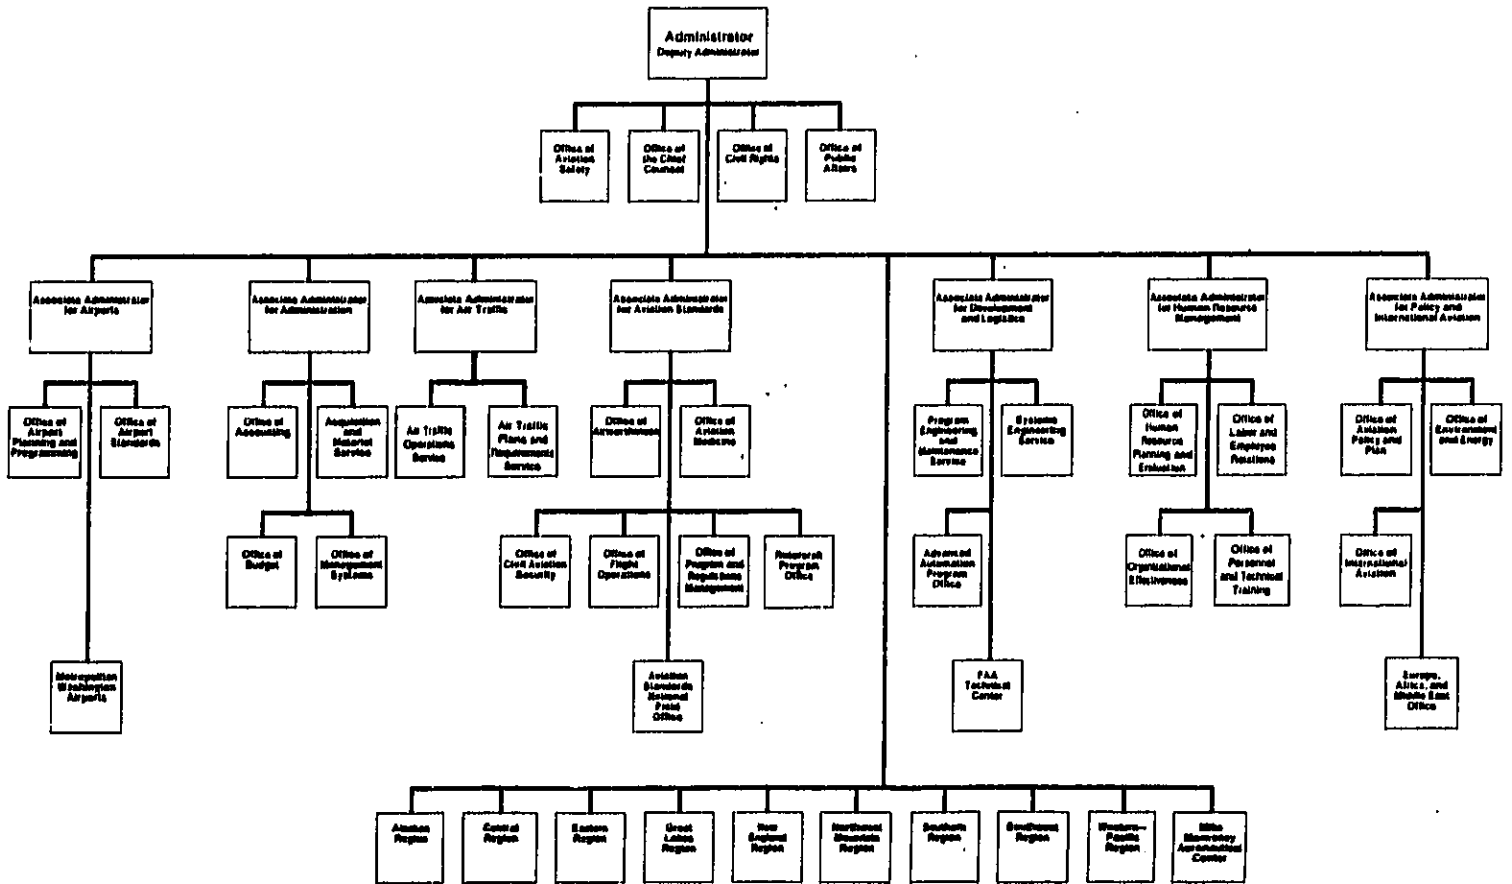 Administrator
Deputy Administrator
Office of
Aviation
Safety
Office of
the Chief
Counsel
Office of
Civil Rights
Office of
Public
Affairs
Associate Administrator
for Airports
Associate Administrator
for Administration
Associate Administrator
for Air Traffic
Associate Administrator
for Aviation Standards
Associate Administrator
for Development
and Logistics
Associate Administrator
for Human Resource
Management
Associate Administrator
for Policy and
International Aviation
Office of
Airport
Planning and
Programming
Office of
Airport
Standards
Office of
Accounting
Acquisition
and
Material
Service
Air Traffic
Operations
Service
Air Traffic
Plans and
Requirements
Service
Office of
Airworthiness
Office of
Aviation
Medicine
Program
Engineering
and
Maintenance
Service
Systems
Engineering
Service
Office of
Human
Resource
Planning and
Evaluation
Office of
Labor and
Employee
Relations
Office of
Aviation
Policy and
Plan
Office of
Environment
and Energy
Office of
Budget
Office of
Management
Systems
Office of
Civil Aviation
Security
Office of
Flight
Operations
Office of
Program and
Regulations
Management
Rotorcraft
Program
Office
Advanced
Automation
Program
Office
Office of
Organizational
Effectiveness
Office of
Personnel
and Technical
Training
Office of
International
Aviation
Metropolitan
Washington
Airports
Aviation
Standards
National
Field
Office
FAA
Technical
Center
Europe,
Africa, and
Middle East
Office
Alaskan
Region
Central
Region
Eastern
Region
Great
Lakes
Region
New
England
Region
Northwest
Mountain
Region
Southern
Region
Southwest
Region
Western-
Pacific
Region
Mike
Monroney
Aeronautical
Center